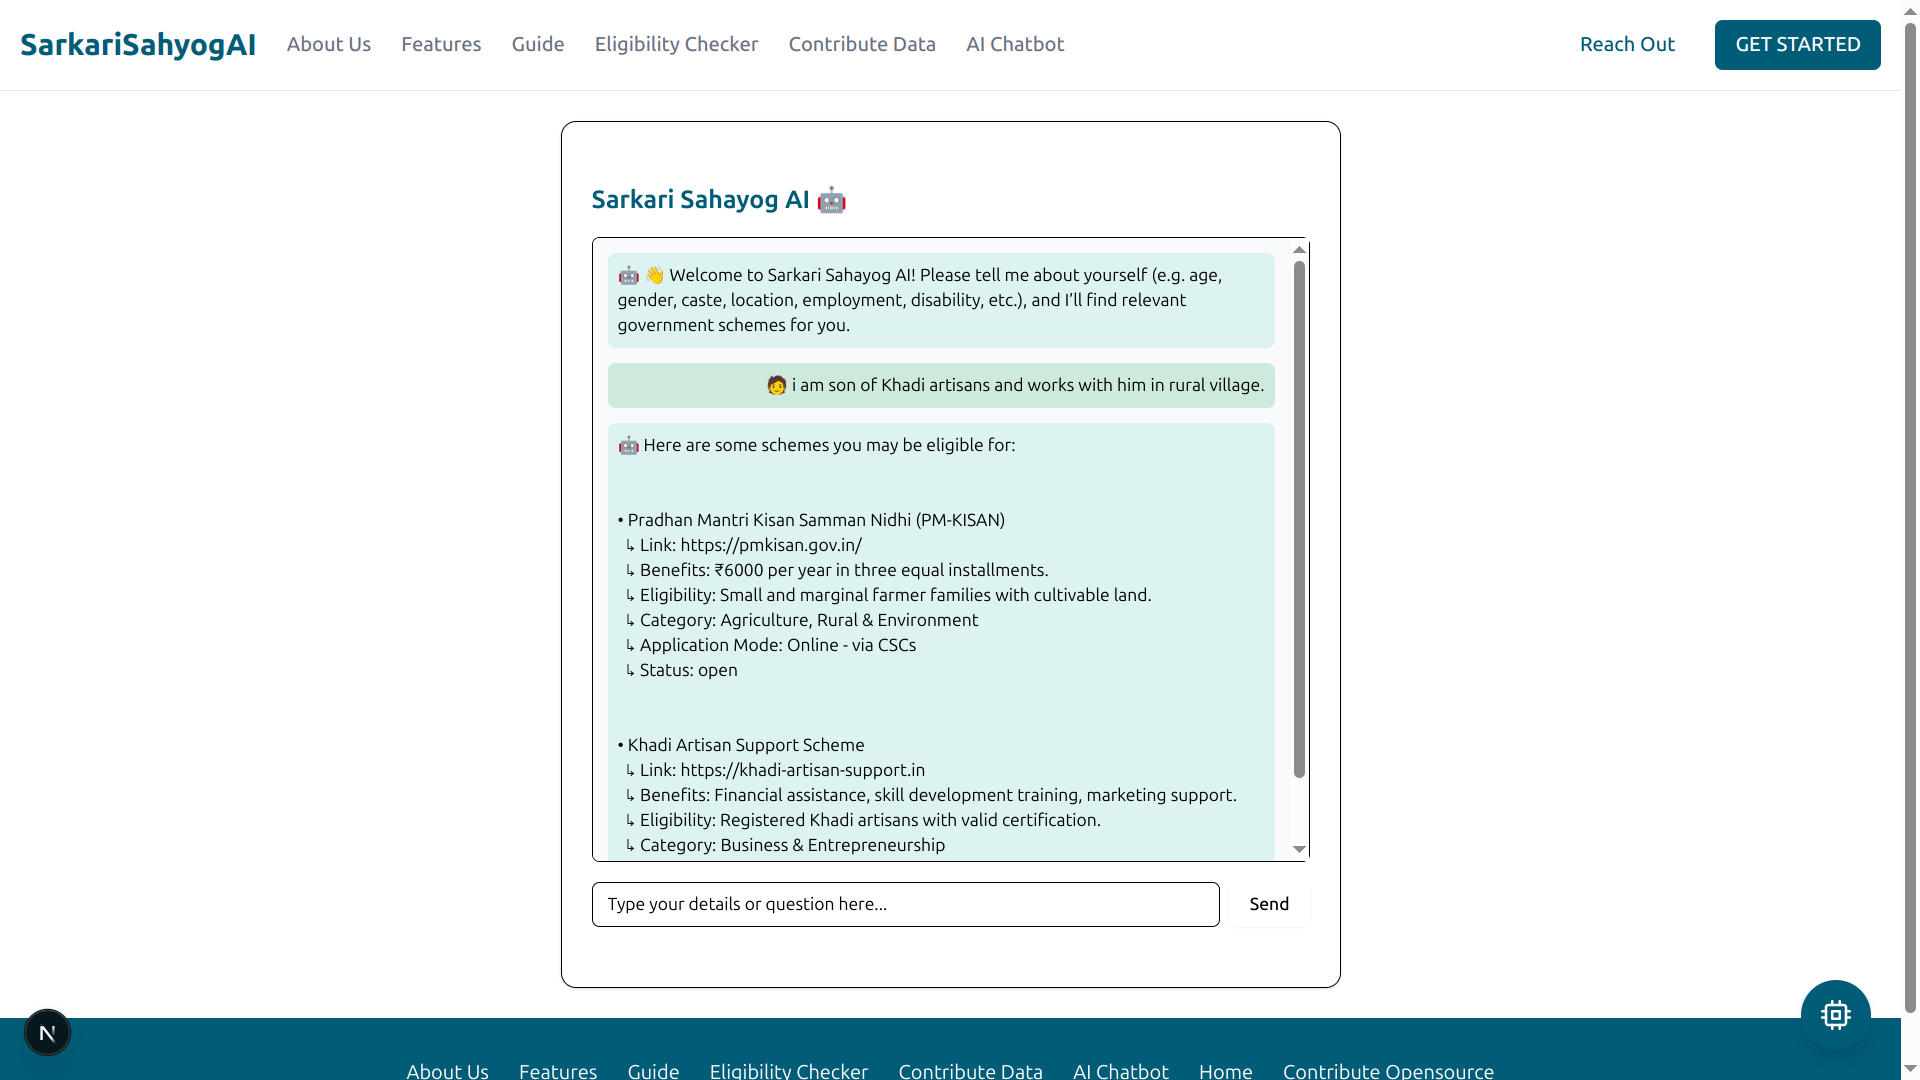 SarkariSahyogAI About Us Features Guide Eligibility Checker Contribute Data AI Chatbot Reach Out GET STARTED
Sarkari Sahayog AI 🤖
🤖 👋 Welcome to Sarkari Sahayog AI! Please tell me about yourself (e.g. age,
gender, caste, location, employment, disability, etc.), and I’ll find relevant
government schemes for you.
🧑 i am son of Khadi artisans and works with him in rural village.
🤖 Here are some schemes you may be eligible for:
• Pradhan Mantri Kisan Samman Nidhi (PM-KISAN)
↳ Link: https://pmkisan.gov.in/
↳ Benefits: ₹6000 per year in three equal installments.
↳ Eligibility: Small and marginal farmer families with cultivable land.
↳ Category: Agriculture, Rural & Environment
↳ Application Mode: Online - via CSCs
↳ Status: open
• Khadi Artisan Support Scheme
↳ Link: https://khadi-artisan-support.in
↳ Benefits: Financial assistance, skill development training, marketing support.
↳ Eligibility: Registered Khadi artisans with valid certification.
↳ Category: Business & Entrepreneurship
Type your details or question here... Send
N
About Us Features Guide Eligibility Checker Contribute Data AI Chatbot Home Contribute Opensource